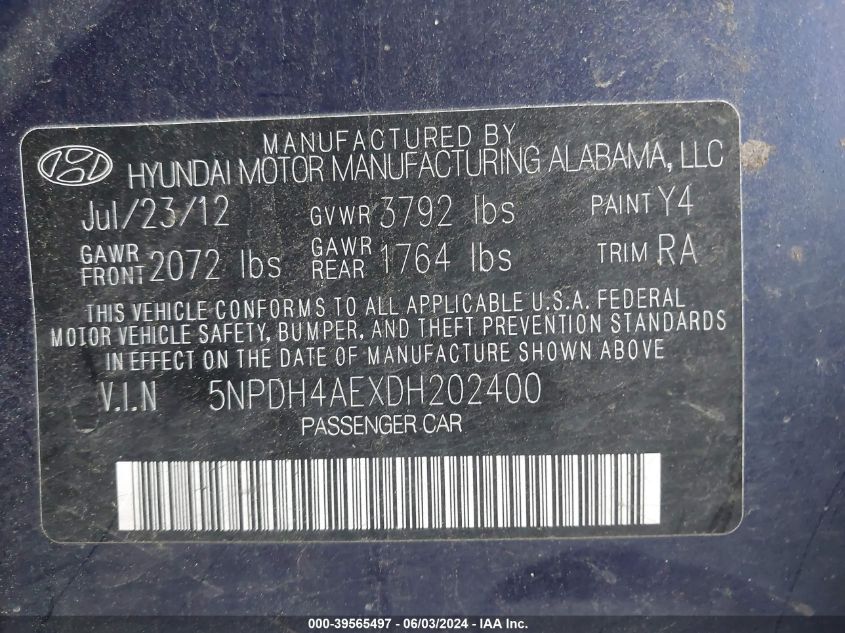 MANUFACTURED BY
HYUNDAI MOTOR MANUFACTURING ALABAMA, LLC
Jul/23/12 GVWR 3792 lbs PAINT Y4
GAWR FRONT 2072 lbs GAWR REAR 1764 lbs TRIM RA
THIS VEHICLE CONFORMS TO ALL APPLICABLE U.S.A. FEDERAL
MOTOR VEHICLE SAFETY, BUMPER, AND THEFT PREVENTION STANDARDS
IN EFFECT ON THE DATE OF MANUFACTURE SHOWN ABOVE
V.I.N 5NPDH4AEXDH202400
PASSENGER CAR
000-39565497 - 06/03/2024 - IAA Inc.